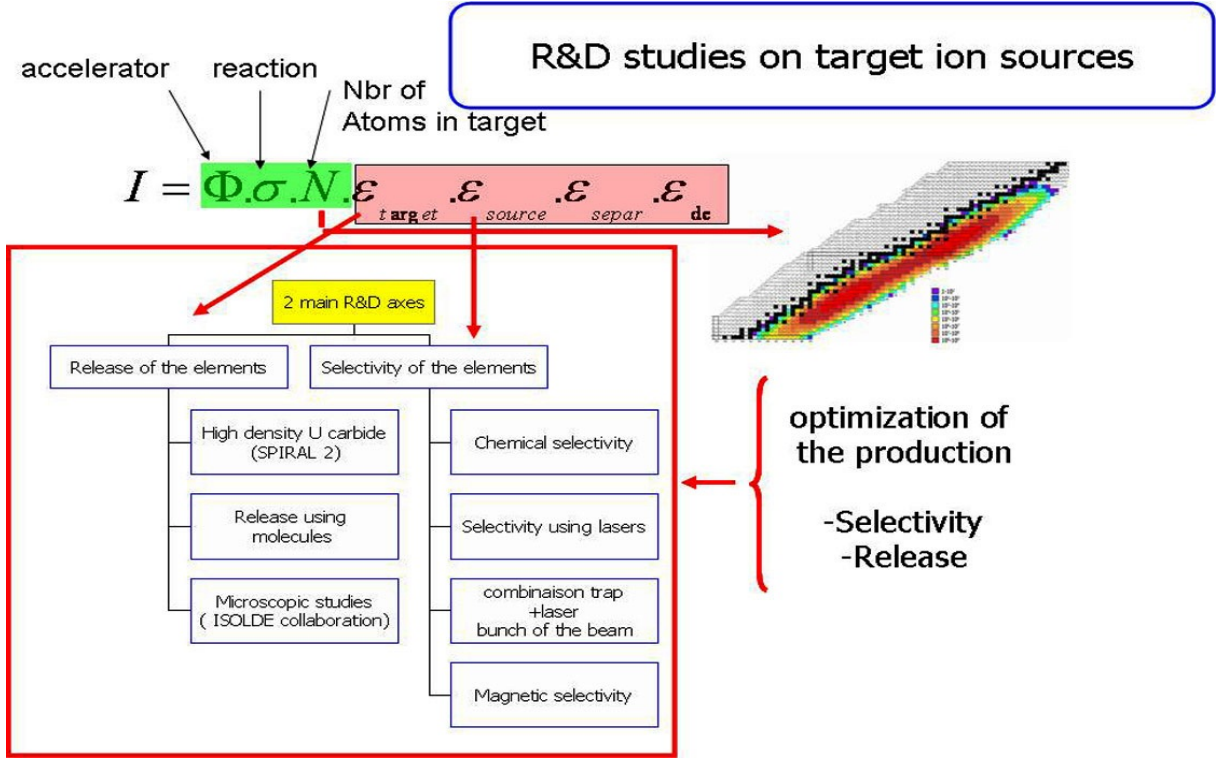 R&D studies on target ion sources
accelerator
reaction
Nbr of
Atoms in target
I = Φ.σ.N.ε target .ε source .ε separ .ε de
2 main R&D axes
Release of the elements
High density U carbide
(SPIRAL 2)
Release using
molecules
Microscopic studies
( ISOLDE collaboration)
Selectivity of the elements
Chemical selectivity
Selectivity using lasers
combinaison trap
+laser
bunch of the beam
Magnetic selectivity
optimization of
the production
-Selectivity
-Release